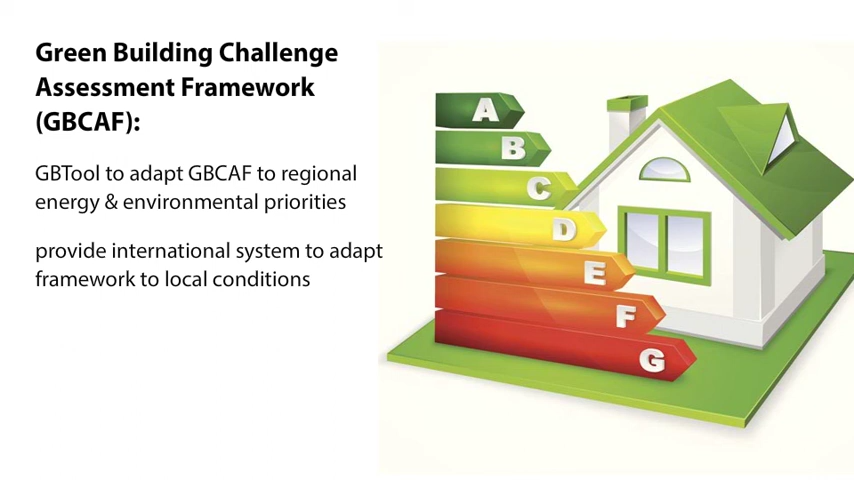 Green Building Challenge
Assessment Framework
(GBCAF):
GBTool to adapt GBCAF to regional
energy & environmental priorities
provide international system to adapt
framework to local conditions
A
B
C
D
E
F
G